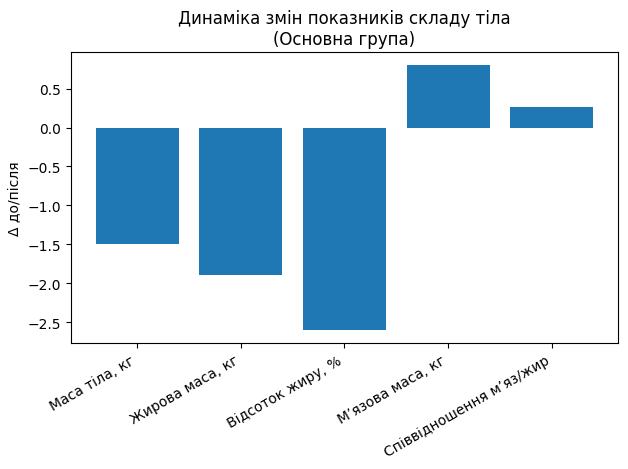 Динаміка змін показників складу тіла
(Основна група)
Δ до/після
0.5
0.0
−0.5
−1.0
−1.5
−2.0
−2.5
Маса тіла, кг
Жирова маса, кг
Відсоток жиру, %
М’язова маса, кг
Співвідношення м’яз/жир